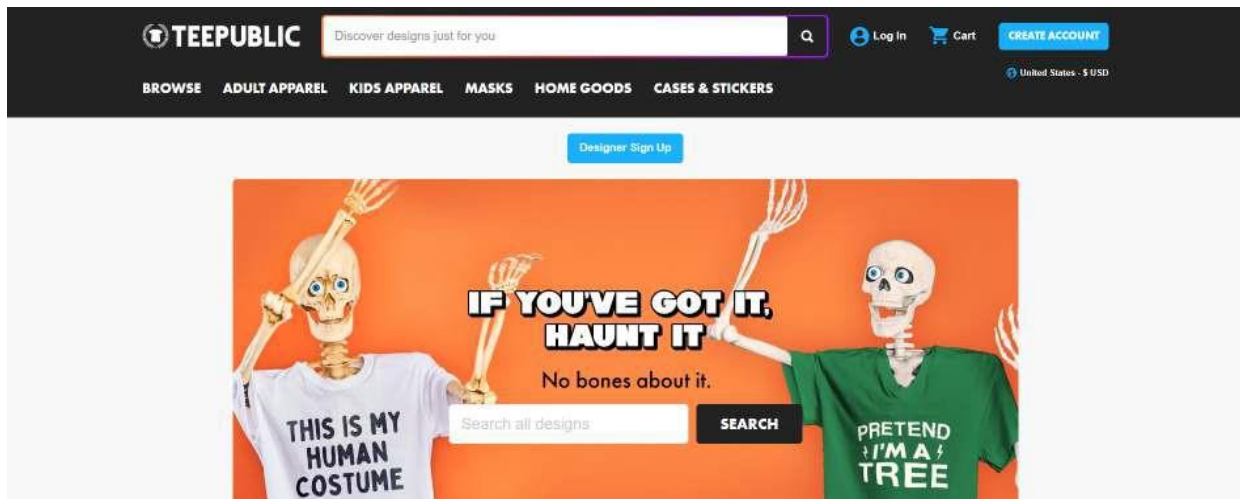 TEEPUBLIC
Discover designs just for you
Log In
Cart
CREATE ACCOUNT
United States - $ USD
BROWSE
ADULT APPAREL
KIDS APPAREL
MASKS
HOME GOODS
CASES & STICKERS
Designer Sign Up
IF YOU'VE GOT IT,
HAUNT IT
No bones about it.
Search all designs
SEARCH
THIS IS MY
HUMAN
COSTUME
PRETEND
I'M A
TREE